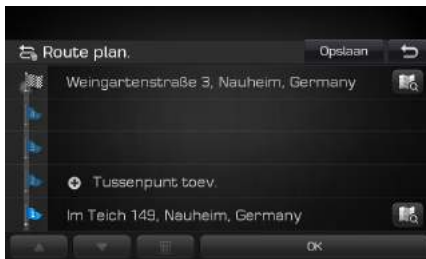 Route plan.
Opslaan
Weingartenstraße 3, Nauheim, Germany
Tussenpunt toev.
Im Teich 149, Nauheim, Germany
OK